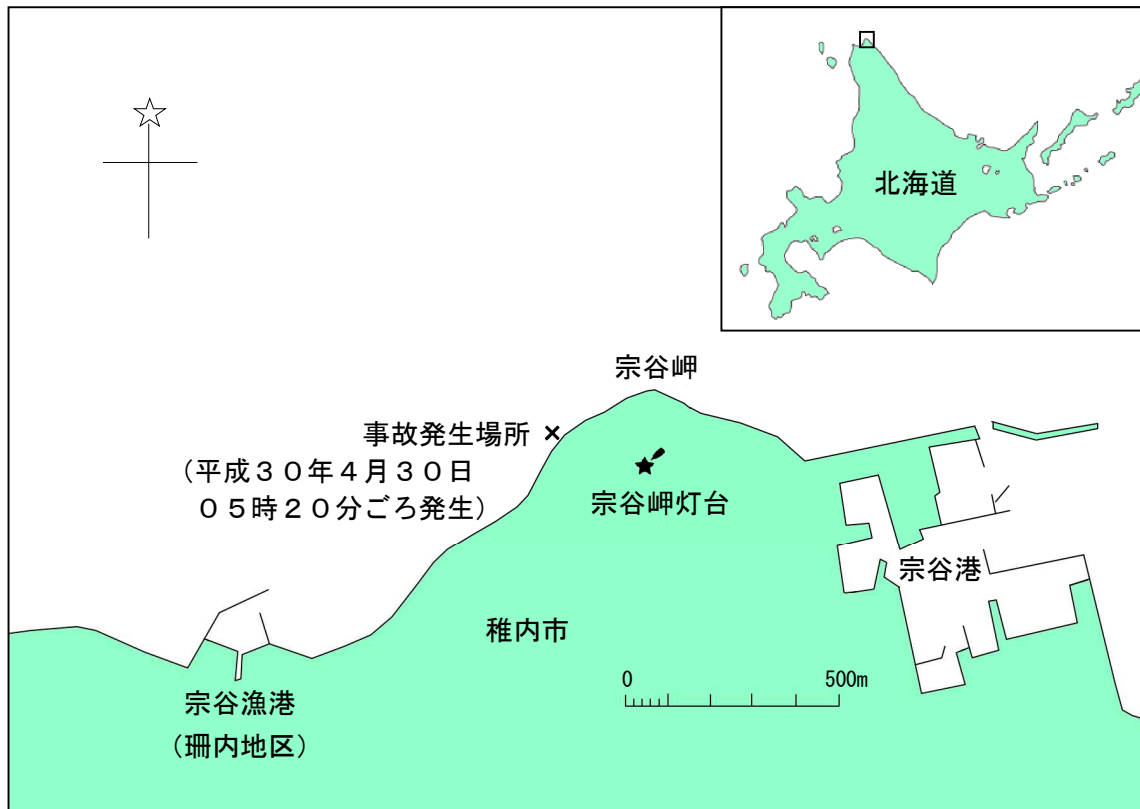 北海道
宗谷岬
事故発生場所
（平成３０年４月３０日
０５時２０分ごろ発生）
宗谷岬灯台
宗谷港
稚内市
0 500m
宗谷漁港
（珊内地区）